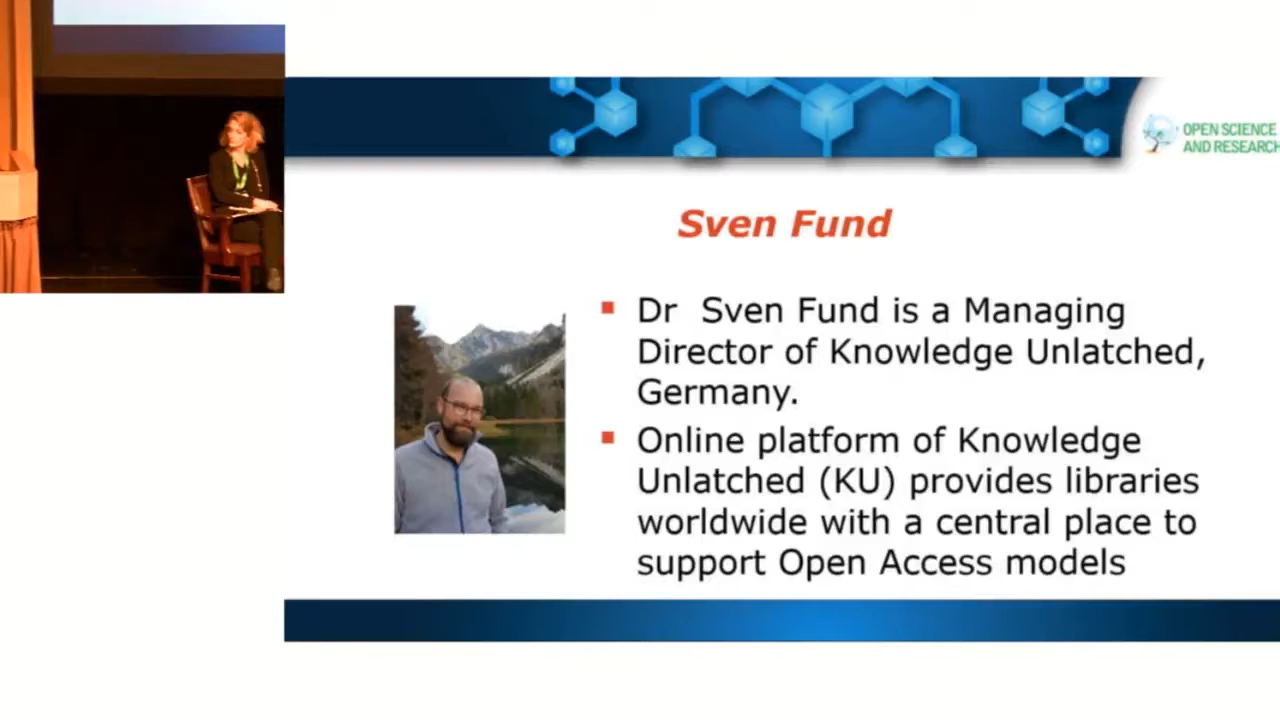 OPEN SCIENCE
AND RESEARCH
Sven Fund
Dr Sven Fund is a Managing
Director of Knowledge Unlatched,
Germany.
Online platform of Knowledge
Unlatched (KU) provides libraries
worldwide with a central place to
support Open Access models